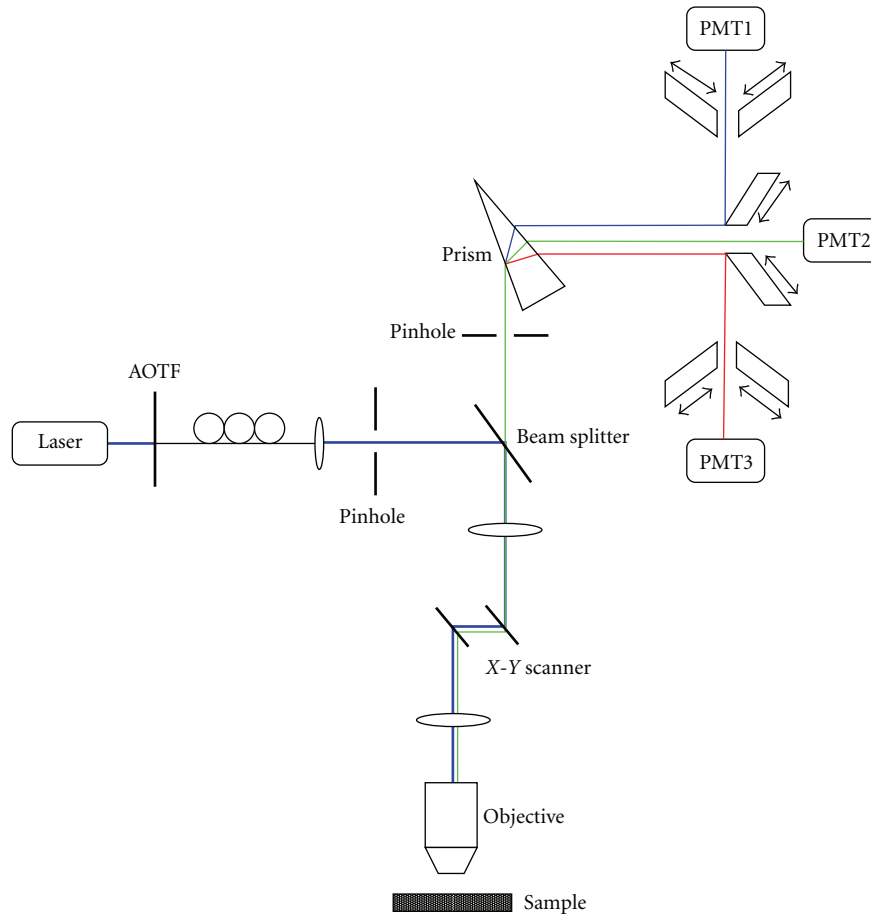 PMT1
PMT2
Prism
Pinhole
AOTF
Beam splitter
Laser
PMT3
Pinhole
X-Y scanner
Objective
Sample